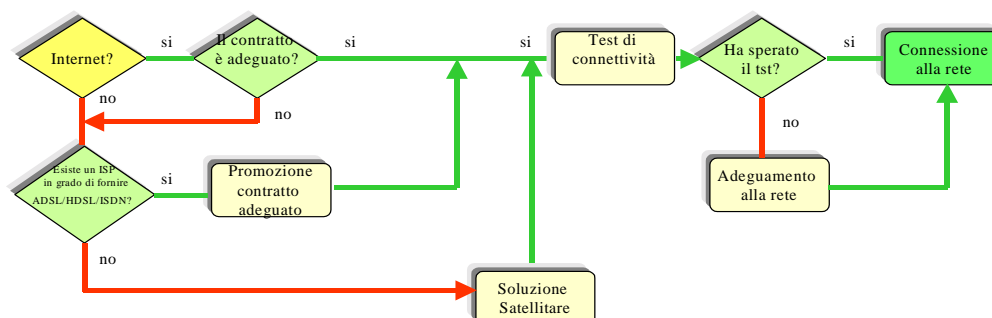 Internet?
si
Il contratto
è adeguato?
si
si
Test di
connettività
Ha sperato
il tst?
si
Connessione
alla rete
no
no
no
Esiste un ISP
in grado di fornire
ADSL/HDSL/ISDN?
si
Promozione
contratto
adeguato
Adeguamento
alla rete
no
Soluzione
Satellitare